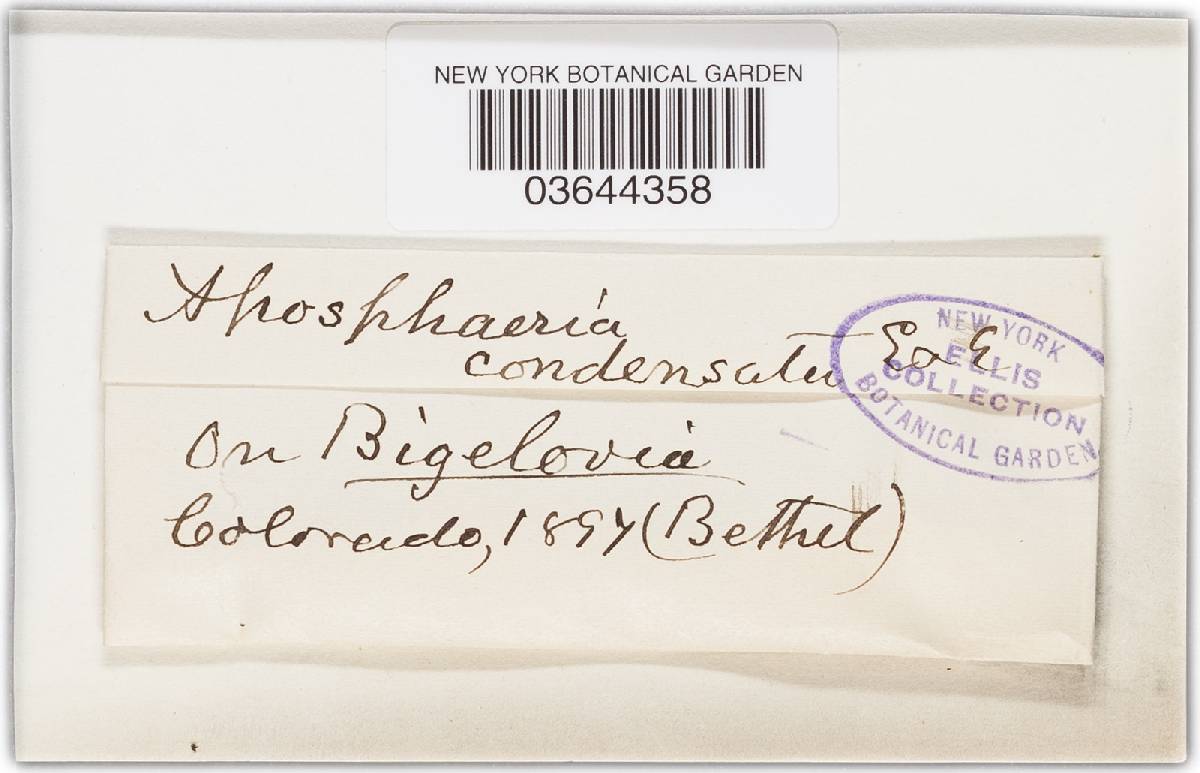 NEW YORK BOTANICAL GARDEN
03644358
Aposphaeria
condensata E & E
NEW YORK
ELLIS
COLLECTION
BOTANICAL GARDEN
On Bigelovia
Colorado, 1897 (Bethel)